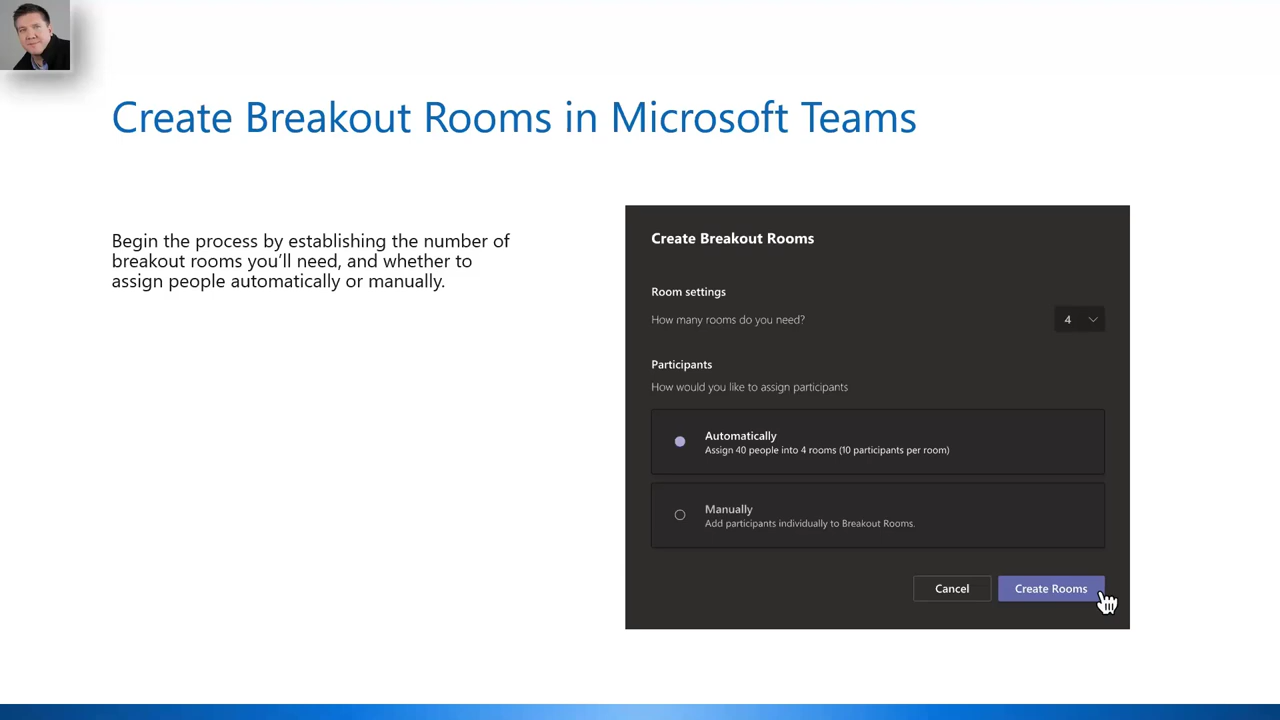 Create Breakout Rooms in Microsoft Teams
Begin the process by establishing the number of
breakout rooms you’ll need, and whether to
assign people automatically or manually.
Create Breakout Rooms
Room settings
How many rooms do you need?
4
Participants
How would you like to assign participants
Automatically
Assign 40 people into 4 rooms (10 participants per room)
Manually
Add participants individually to Breakout Rooms.
Cancel
Create Rooms